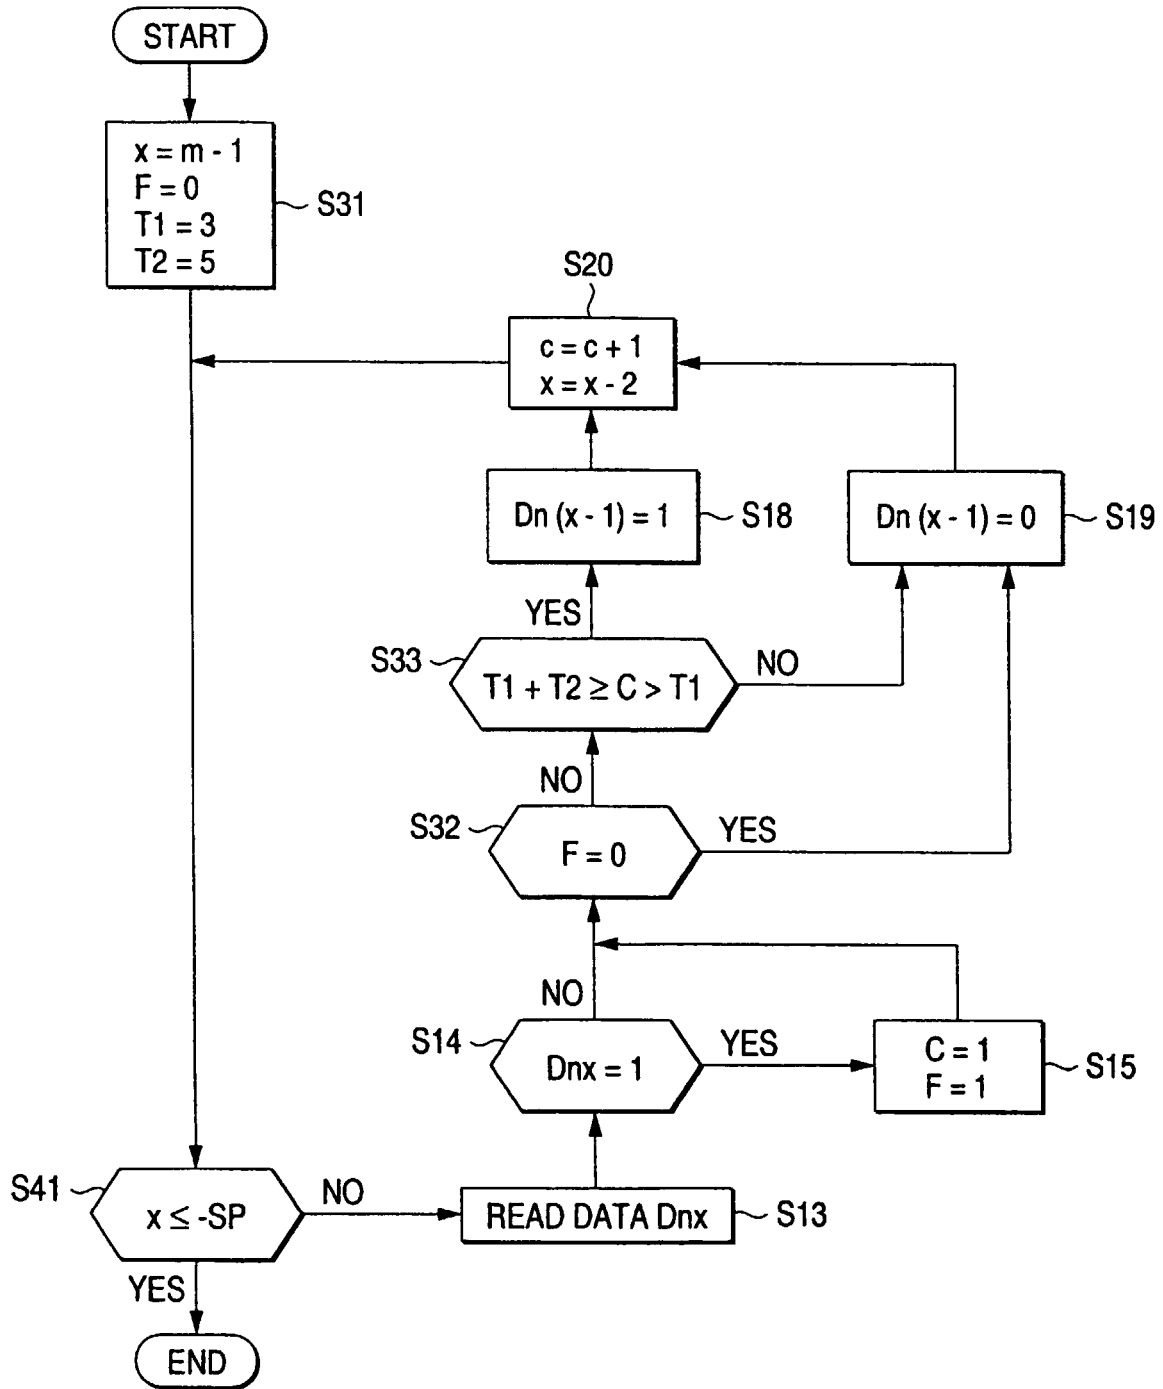 START
x = m - 1
F = 0
T1 = 3
T2 = 5
S31
S20
c = c + 1
x = x - 2
Dn (x - 1) = 1
S18
Dn (x - 1) = 0
S19
YES
S33
T1 + T2 ≥ C > T1
NO
NO
S32
F = 0
YES
NO
S14
Dnx = 1
YES
C = 1
F = 1
S15
S41
x ≤ -SP
NO
READ DATA Dnx
S13
YES
END